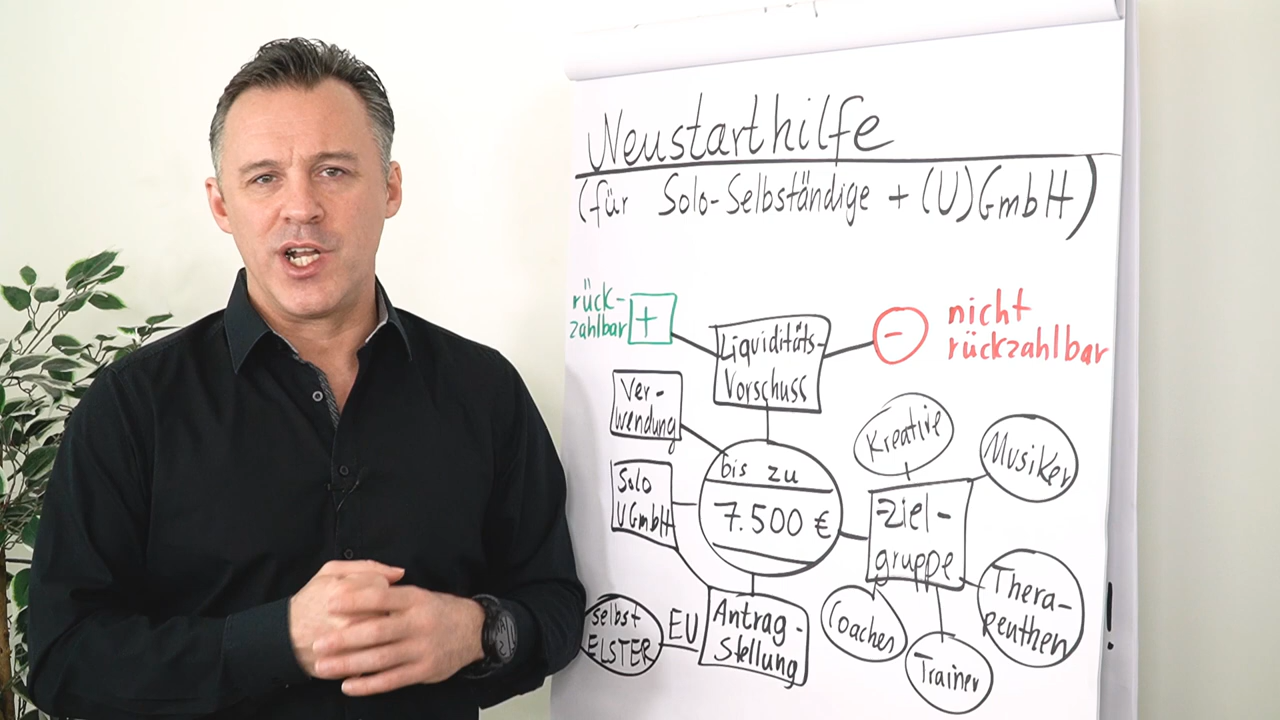 Neustarthilfe
(für Solo-Selbständige + (U)GmbH)
rück-
zahlbar
+
Liquiditäts-
Vorschuss
-
nicht
rückzahlbar
Ver-
wendung
Solo
UGmbH
bis zu
7.500 €
Kreative
Musiker
Ziel-
gruppe
Thera-
peuthen
Coaches
Trainer
selbst
ELSTER
EU
Antrag-
Stellung
!